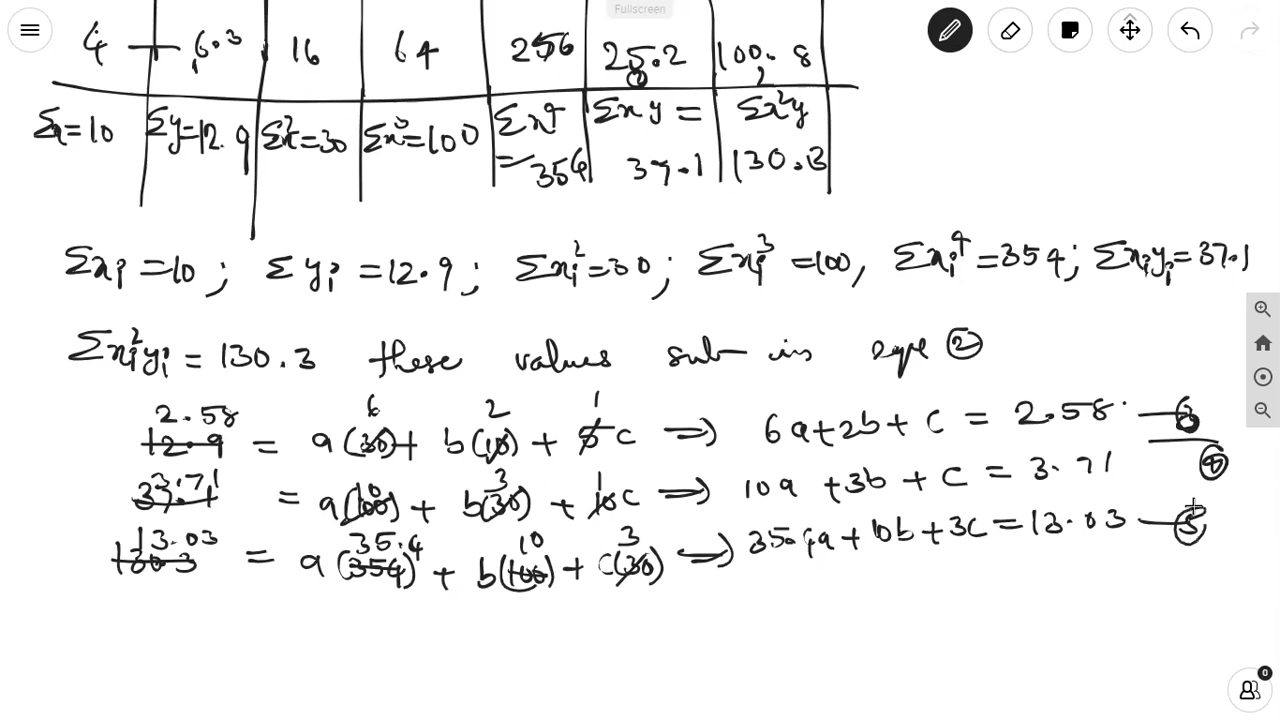 Fullscreen
4 6.3 16 64 256 25.2 100.8
Σx=10 Σy=12.9 Σx²=30 Σx³=100 Σx⁴=354 Σxy=37.1 Σx²y 130.3
Σxi=10; Σyi=12.9; Σxi²=30; Σxi³=100, Σxi⁴=354; Σxiyi=37.1
Σxi²yi=130.3 these values sub in eqn ②
2.58 6 2 1
12.9 = a(30)+b(10)+5c ⇒ 6a+2b+c=2.58 — ③
3.71 10 3 1
37.1 = a(100)+b(30)+10c ⇒ 10a+3b+c=3.71 ④
13.03 35.4 10 3
130.3 = a(354)+b(100)+c(30) ⇒ 35.4a+10b+3c=13.03 — ⑤
0